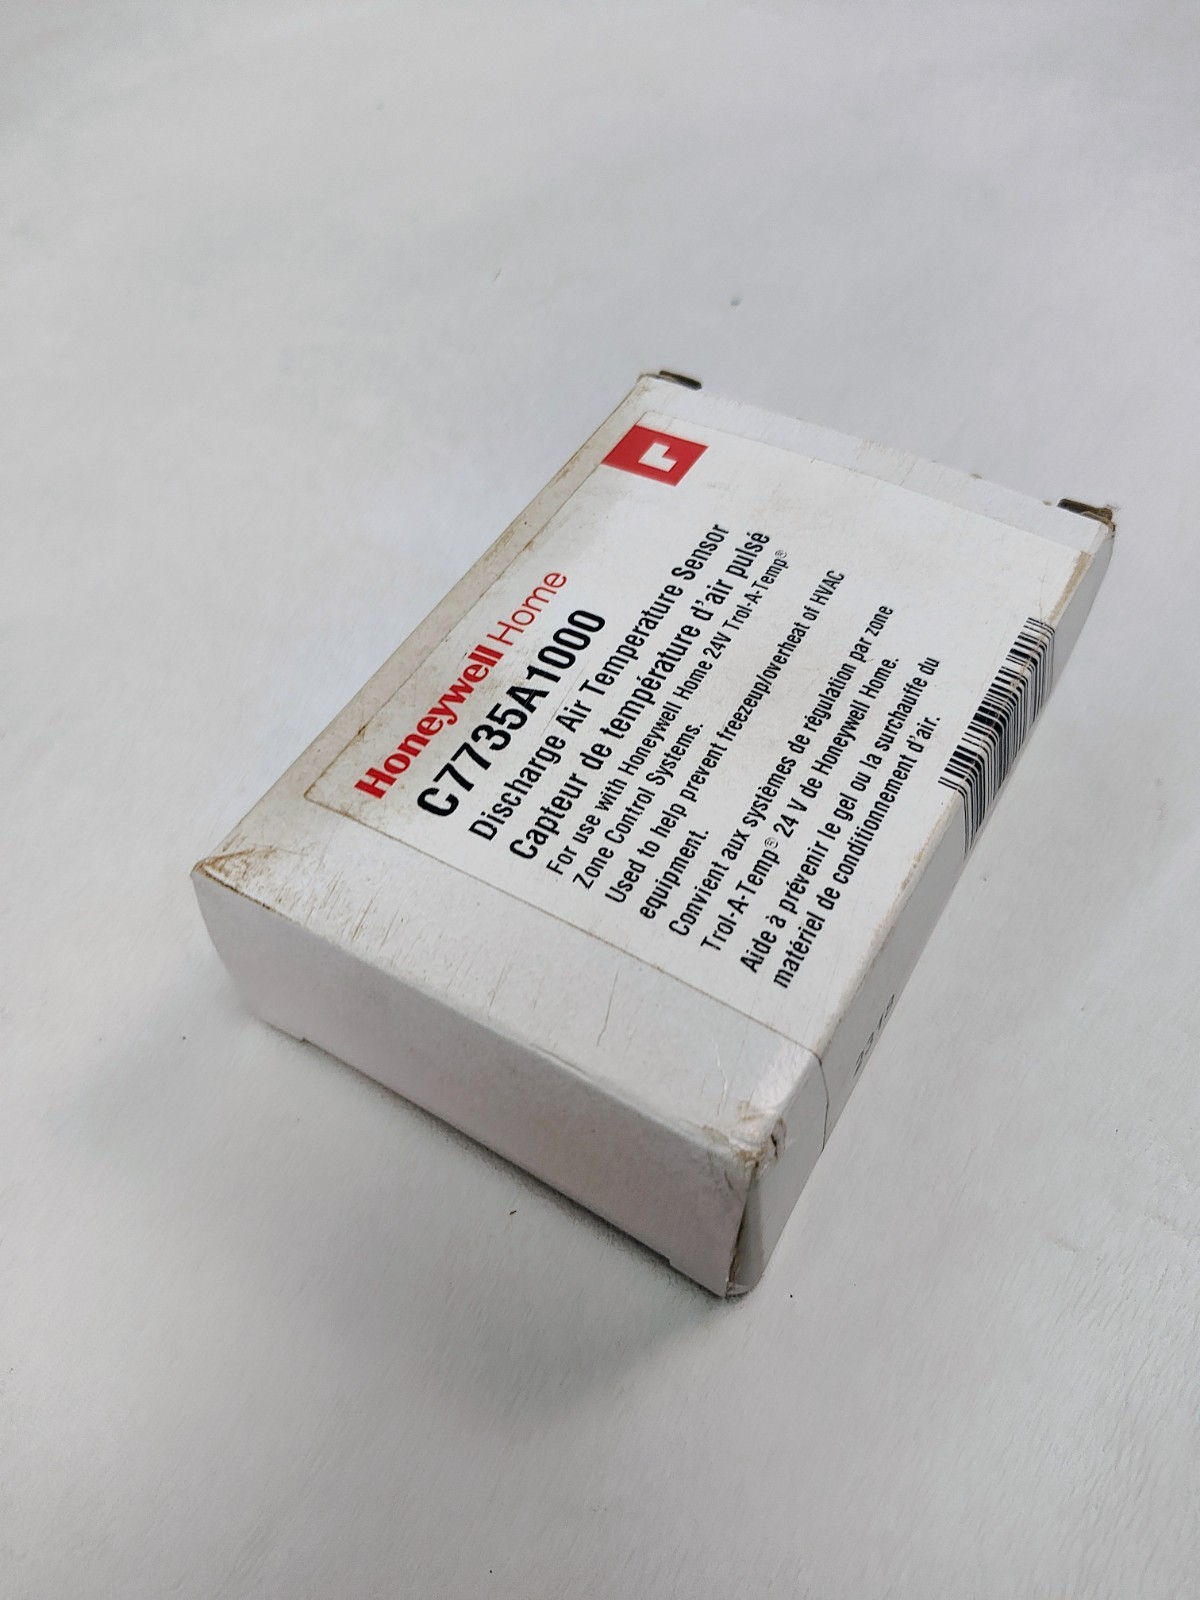 Honeywell Home
C7735A1000
Discharge Air Temperature Sensor
Capteur de température d'air pulsé
For use with Honeywell Home 24V Trol-A-Temp®
Zone Control Systems.
Used to help prevent freezeup/overheat of HVAC
equipment.
Convient aux systèmes de régulation par zone
Trol-A-Temp® 24 V de Honeywell Home.
Aide à prévenir le gel ou la surchauffe du
matériel de conditionnement d'air.